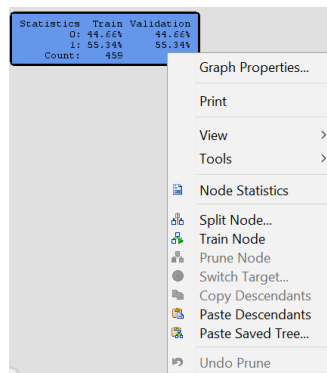 Statistics Train Validation
0: 44.66% 44.66%
1: 55.34% 55.34%
Count: 459
Graph Properties...
Print
View
Tools
Node Statistics
Split Node...
Train Node
Prune Node
Switch Target...
Copy Descendants
Paste Descendants
Paste Saved Tree...
Undo Prune